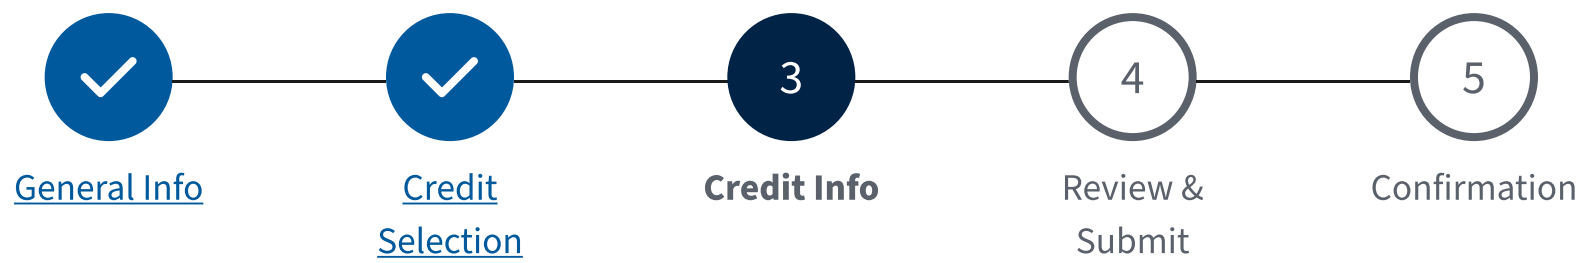 3
4
5
General Info
Credit
Selection
Credit Info
Review &
Submit
Confirmation